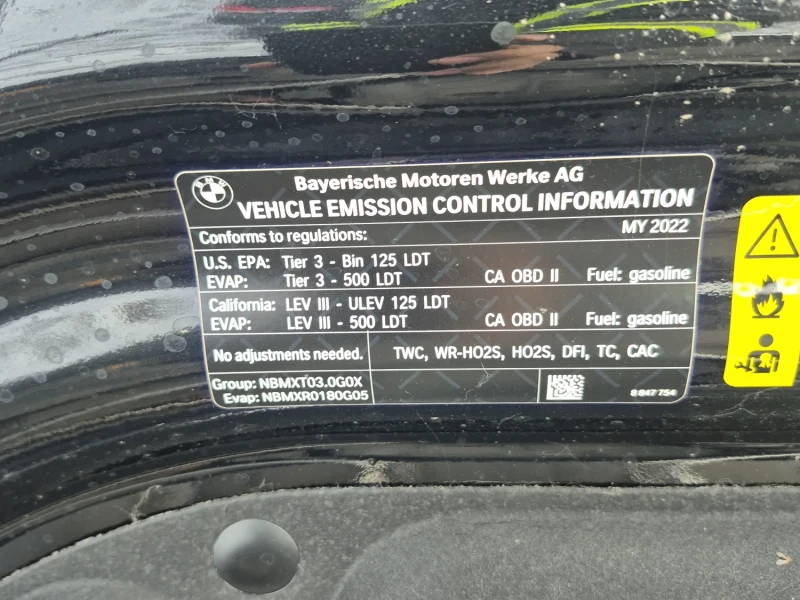 BMW
Bayerische Motoren Werke AG
VEHICLE EMISSION CONTROL INFORMATION
Conforms to regulations: MY 2022
U.S. EPA: Tier 3 - Bin 125 LDT
EVAP: Tier 3 - 500 LDT CA OBD II Fuel: gasoline
California: LEV III - ULEV 125 LDT
EVAP: LEV III - 500 LDT CA OBD II Fuel: gasoline
No adjustments needed. TWC, WR-HO2S, HO2S, DFI, TC, CAC
Group: NBMXT03.0G0X
Evap: NBMXR0180G05 8 847 754